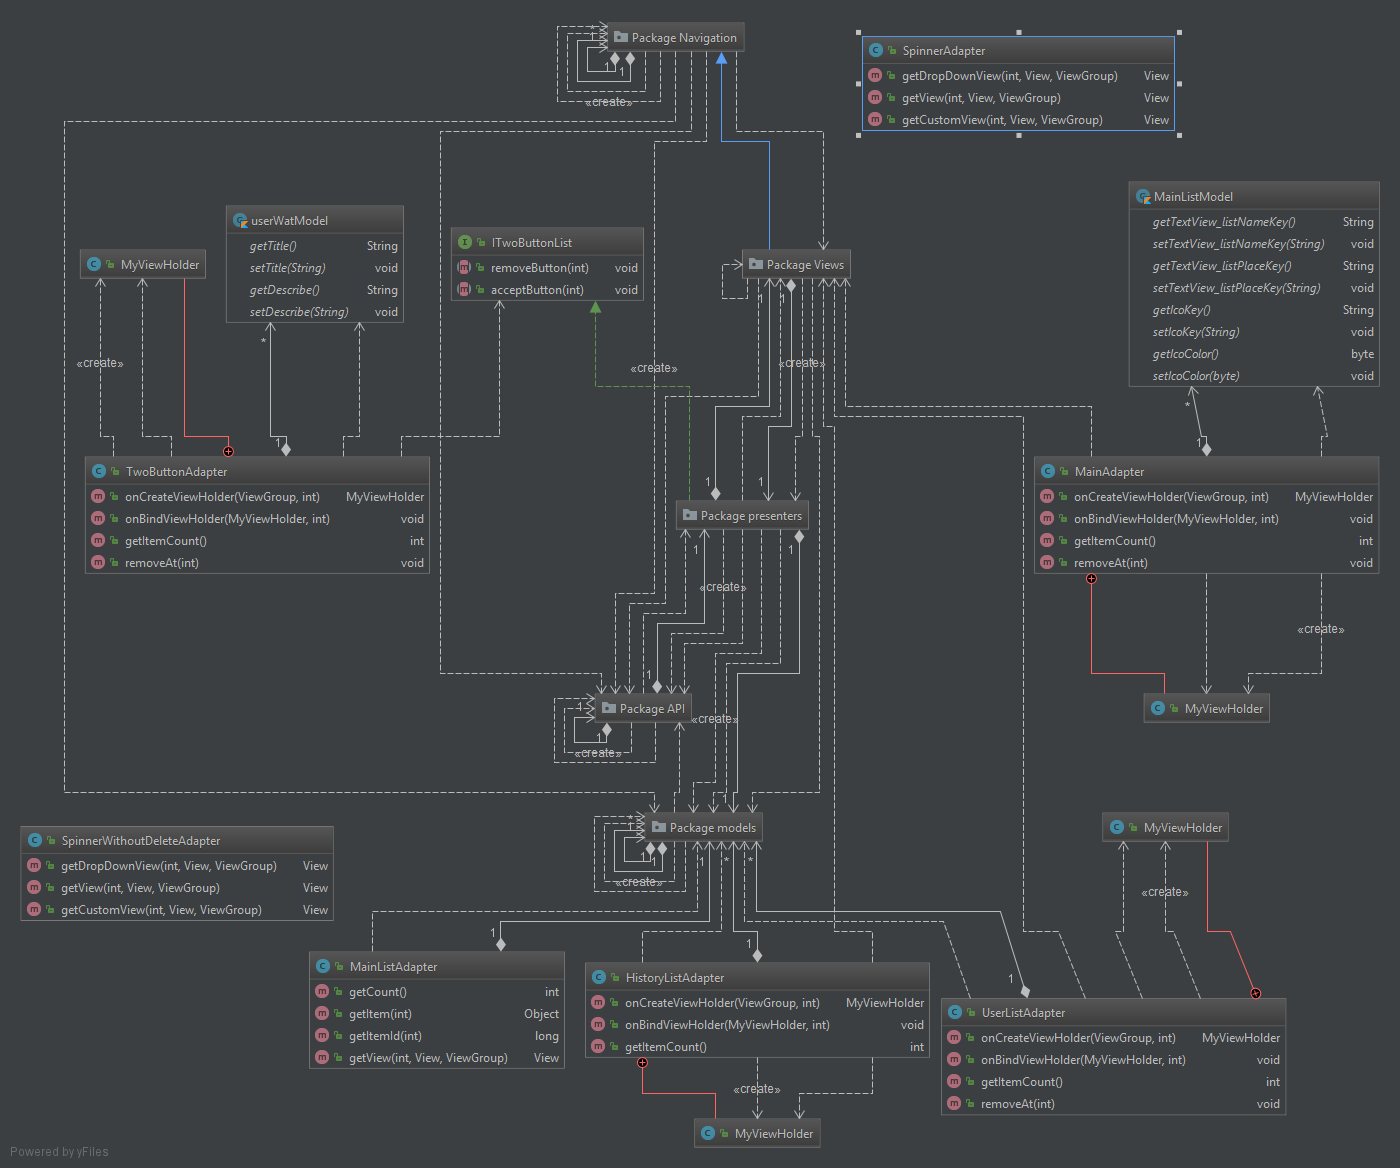 Package Navigation
1
1
*
«create»
SpinnerAdapter
getDropDownView(int, View, ViewGroup) View
getView(int, View, ViewGroup) View
getCustomView(int, View, ViewGroup) View
MainListModel
getTextView_listNameKey() String
setTextView_listNameKey(String) void
getTextView_listPlaceKey() String
setTextView_listPlaceKey(String) void
getIcoKey() String
setIcoKey(String) void
getIcoColor() byte
setIcoColor(byte) void
userWatModel
getTitle() String
setTitle(String) void
getDescribe() String
setDescribe(String) void
MyViewHolder
ITwoButtonList
removeButton(int) void
acceptButton(int) void
Package Views
1
1
*
«create»
«create»
«create»
*
1
1
TwoButtonAdapter
onCreateViewHolder(ViewGroup, int) MyViewHolder
onBindViewHolder(MyViewHolder, int) void
getItemCount() int
removeAt(int) void
MainAdapter
onCreateViewHolder(ViewGroup, int) MyViewHolder
onBindViewHolder(MyViewHolder, int) void
getItemCount() int
removeAt(int) void
1
1
Package presenters
1
1
«create»
«create»
1
Package API
1
1
«create»
«create»
MyViewHolder
1
Package models
*
1
1
«create»
1
*
*
SpinnerWithoutDeleteAdapter
getDropDownView(int, View, ViewGroup) View
getView(int, View, ViewGroup) View
getCustomView(int, View, ViewGroup) View
MyViewHolder
«create»
1
1
1
MainListAdapter
getCount() int
getItem(int) Object
getItemId(int) long
getView(int, View, ViewGroup) View
HistoryListAdapter
onCreateViewHolder(ViewGroup, int) MyViewHolder
onBindViewHolder(MyViewHolder, int) void
getItemCount() int
UserListAdapter
onCreateViewHolder(ViewGroup, int) MyViewHolder
onBindViewHolder(MyViewHolder, int) void
getItemCount() int
removeAt(int) void
«create»
MyViewHolder
Powered by yFiles